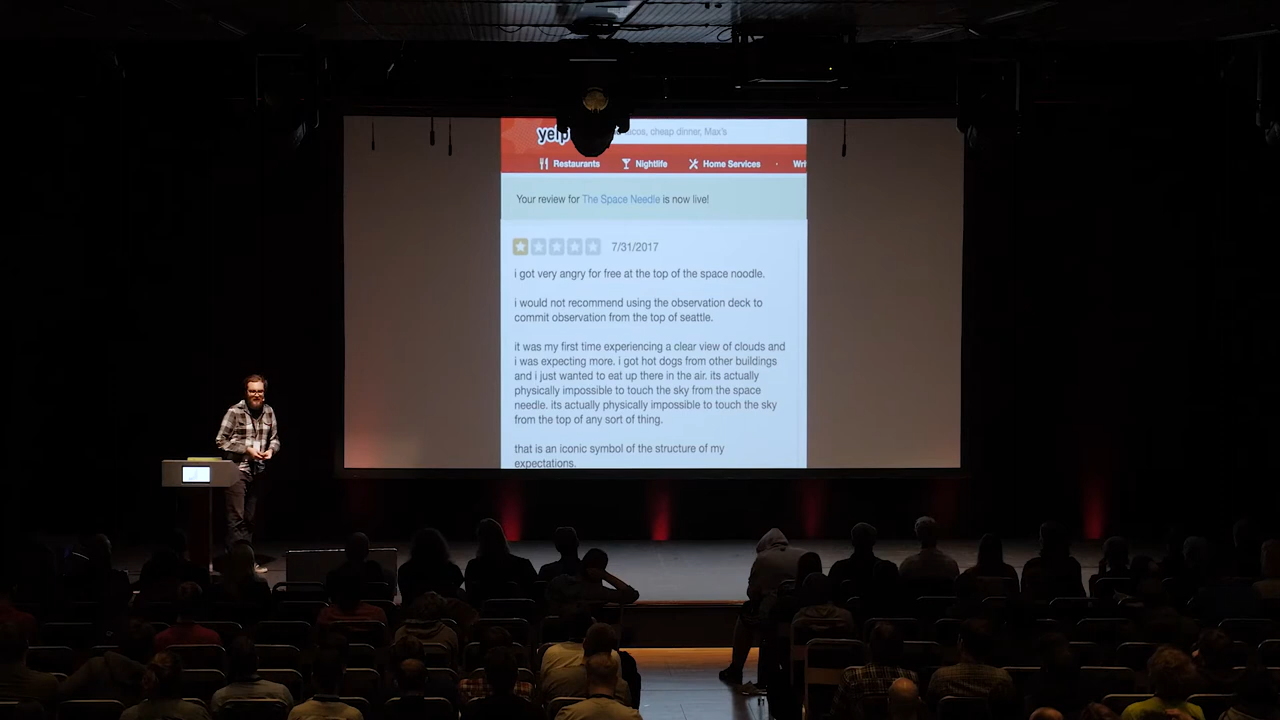 yelp
tacos, cheap dinner, Max's
Restaurants Nightlife Home Services · Wri
Your review for The Space Needle is now live!
7/31/2017
i got very angry for free at the top of the space noodle.
i would not recommend using the observation deck to
commit observation from the top of seattle.
it was my first time experiencing a clear view of clouds and
i was expecting more. i got hot dogs from other buildings
and i just wanted to eat up there in the air. its actually
physically impossible to touch the sky from the space
needle. its actually physically impossible to touch the sky
from the top of any sort of thing.
that is an iconic symbol of the structure of my
expectations.